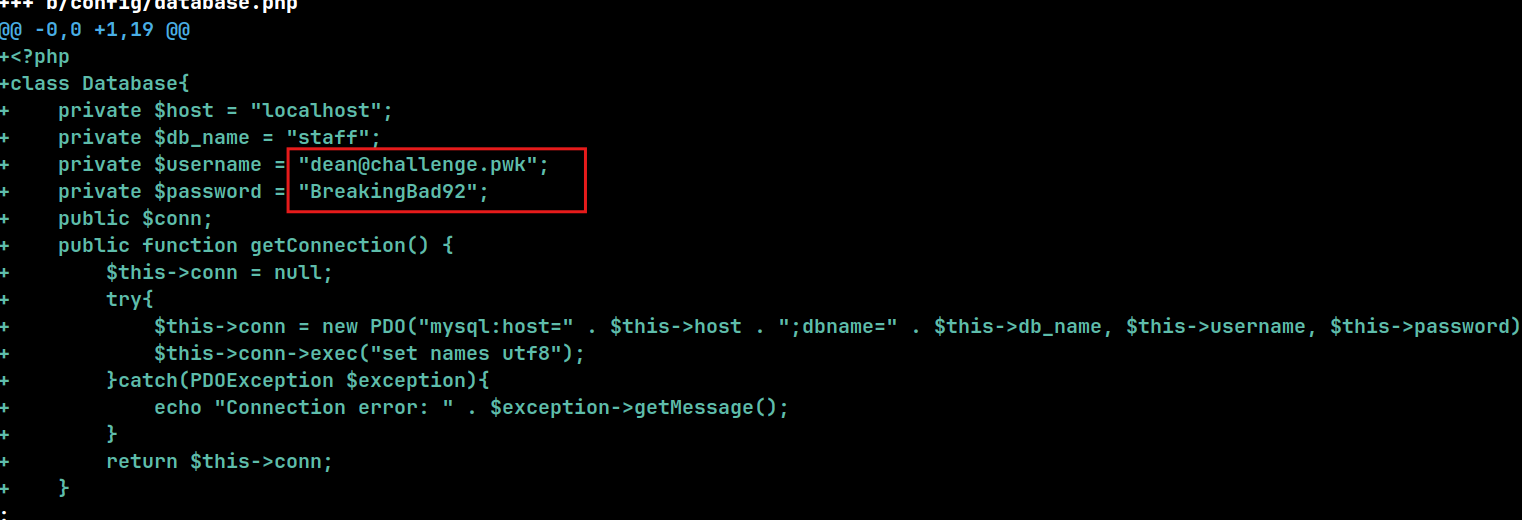 +++ b/config/database.php
@@ -0,0 +1,19 @@
+<?php
+class Database{
+    private $host = "localhost";
+    private $db_name = "staff";
+    private $username = "dean@challenge.pwk";
+    private $password = "BreakingBad92";
+    public $conn;
+    public function getConnection() {
+        $this->conn = null;
+        try{
+            $this->conn = new PDO("mysql:host=" . $this->host . ";dbname=" . $this->db_name, $this->username, $this->password)
+            $this->conn->exec("set names utf8");
+        }catch(PDOException $exception){
+            echo "Connection error: " . $exception->getMessage();
+        }
+        return $this->conn;
+    }
: